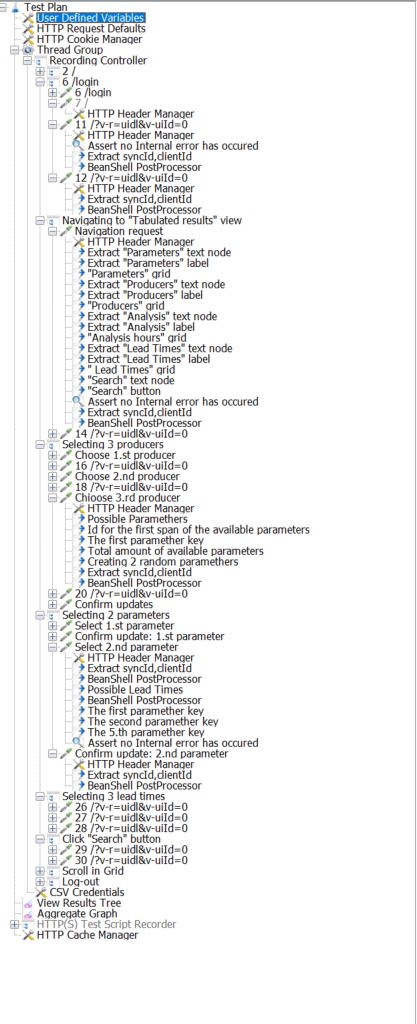 Test Plan
User Defined Variables
HTTP Request Defaults
HTTP Cookie Manager
Thread Group
Recording Controller
2 /
6 /login
6 /login
7 /
HTTP Header Manager
11 /?v-r=uidl&v-uiId=0
HTTP Header Manager
Assert no Internal error has occured
Extract syncId,clientId
BeanShell PostProcessor
12 /?v-r=uidl&v-uiId=0
HTTP Header Manager
Extract syncId,clientId
BeanShell PostProcessor
Navigating to "Tabulated results" view
Navigation request
HTTP Header Manager
Extract "Parameters" text node
Extract "Parameters" label
"Parameters" grid
Extract "Producers" text node
Extract "Producers" label
"Producers" grid
Extract "Analysis" text node
Extract "Analysis" label
"Analysis hours" grid
Extract "Lead Times" text node
Extract "Lead Times" label
" Lead Times" grid
"Search" text node
"Search" button
Assert no Internal error has occured
Extract syncId,clientId
BeanShell PostProcessor
14 /?v-r=uidl&v-uiId=0
Selecting 3 producers
Choose 1.st producer
16 /?v-r=uidl&v-uiId=0
Choose 2.nd producer
18 /?v-r=uidl&v-uiId=0
Chioose 3.rd producer
HTTP Header Manager
Possible Paramethers
Id for the first span of the available parameters
The first paramether key
Total amount of available parameters
Creating 2 random paramethers
Extract syncId,clientId
BeanShell PostProcessor
20 /?v-r=uidl&v-uiId=0
Confirm updates
Selecting 2 parameters
Select 1.st parameter
Confirm update: 1.st parameter
Select 2.nd parameter
HTTP Header Manager
Extract syncId,clientId
BeanShell PostProcessor
Possible Lead Times
BeanShell PostProcessor
The first paramether key
The second paramether key
The 5.th paramether key
Assert no Internal error has occured
Confirm update: 2.nd parameter
HTTP Header Manager
Extract syncId,clientId
BeanShell PostProcessor
Selecting 3 lead times
26 /?v-r=uidl&v-uiId=0
27 /?v-r=uidl&v-uiId=0
28 /?v-r=uidl&v-uiId=0
Click "Search" button
29 /?v-r=uidl&v-uiId=0
30 /?v-r=uidl&v-uiId=0
Scroll in Grid
Log-out
CSV Credentials
View Results Tree
Aggregate Graph
HTTP(S) Test Script Recorder
HTTP Cache Manager